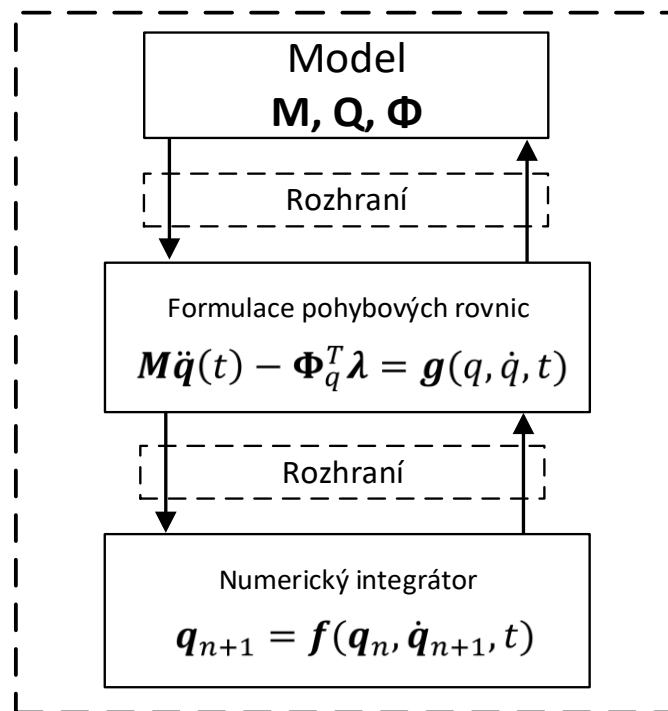 Model
M, Q, Φ
Rozhraní
Formulace pohybových rovnic
Mq̈(t) − Φ_q^T λ = g(q, q̇, t)
Rozhraní
Numerický integrátor
q_{n+1} = f(q_n, q̇_{n+1}, t)